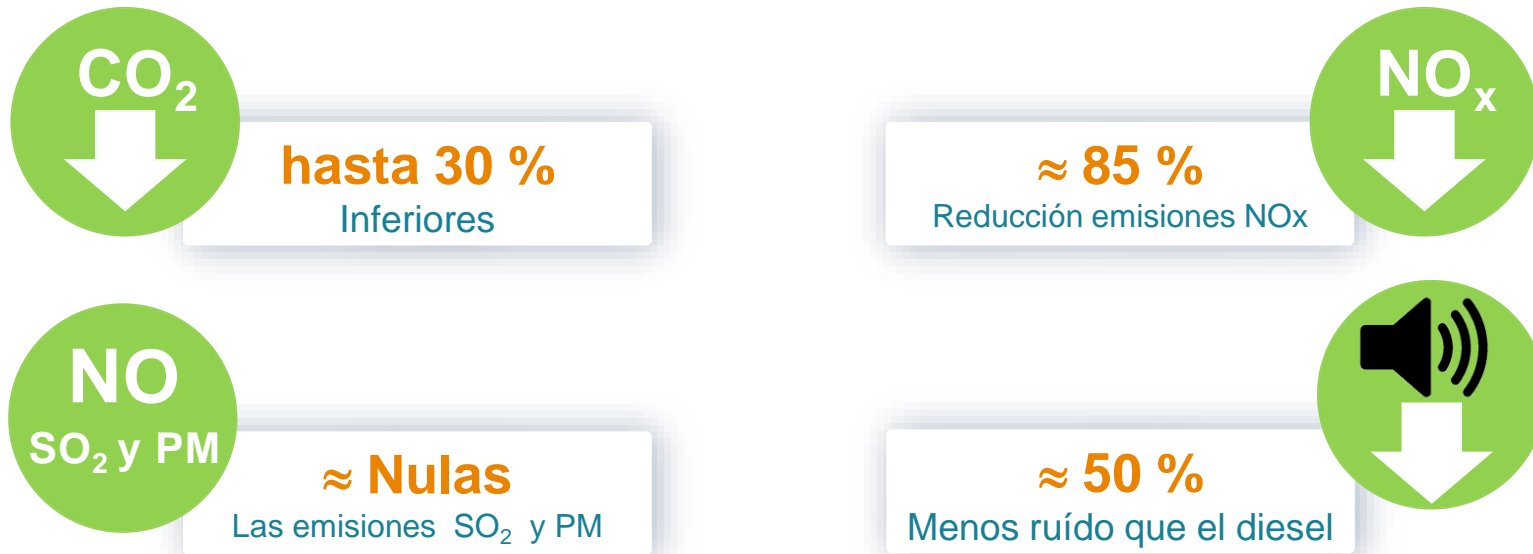 CO₂
hasta 30 %
Inferiores
NOₓ
≈ 85 %
Reducción emisiones NOx
NO
SO₂ y PM
≈ Nulas
Las emisiones SO₂ y PM
≈ 50 %
Menos ruído que el diesel